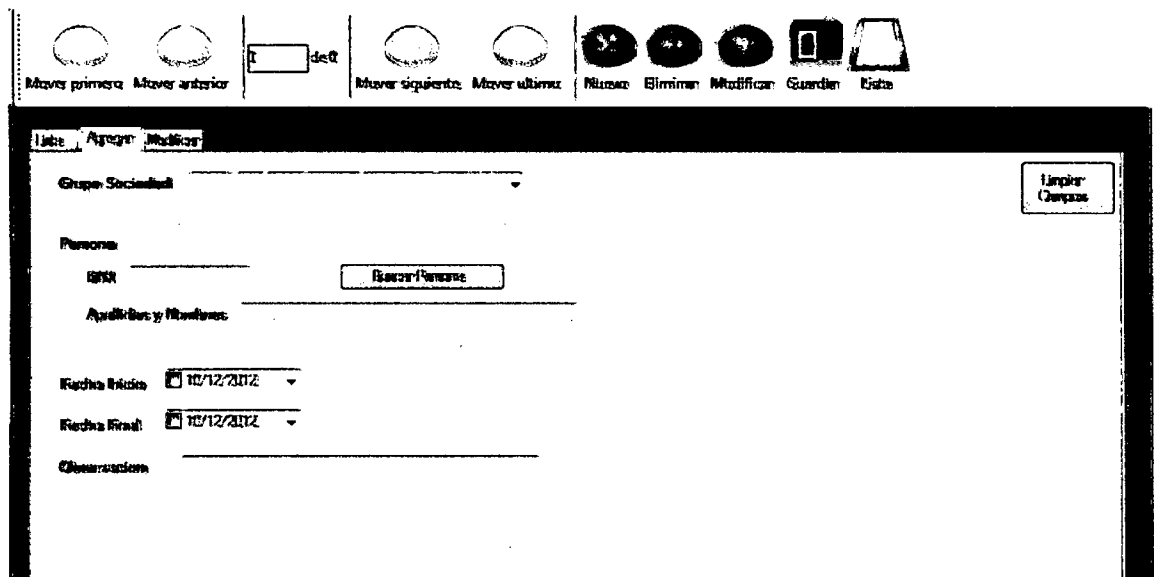 Mover primero Mover anterior 1 de 0 Mover siguiente Mover ultimo Nuevo Eliminar Modificar Guardar Lista
Lista Agregar Modificar
Grupo Sociedad
Limpiar
Campos
Persona
DNI Buscar Persona
Apellidos y Nombres
Fecha Inicio 10/12/2012
Fecha Final 10/12/2012
Observacion